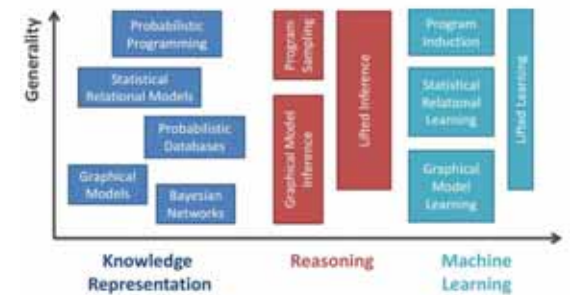 Generality
Probabilistic
Programming
Statistical
Relational Models
Probabilistic
Databases
Graphical
Models
Bayesian
Networks
Program
Sampling
Graphical Model
Inference
Lifted Inference
Program
Induction
Statistical
Relational
Learning
Graphical
Model
Learning
Lifted Learning
Knowledge
Representation
Reasoning
Machine
Learning